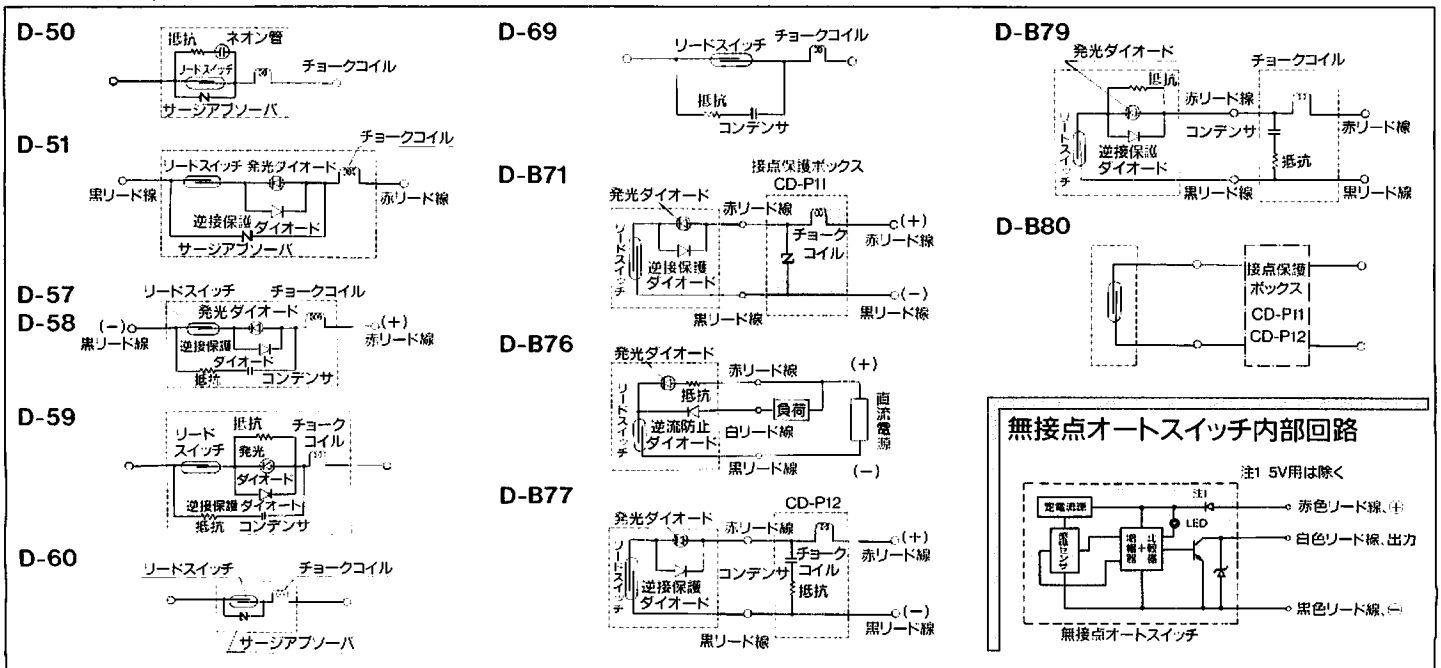 D-50
抵抗
ネオン管
リードスイッチ
チョークコイル
サージアブソーバ
D-51
チョークコイル
リードスイッチ 発光ダイオード
黒リード線
赤リード線
逆接保護
ダイオード
サージアブソーバ
D-57
D-58
リードスイッチ
チョークコイル
発光ダイオード
(−)
(+)
黒リード線
赤リード線
逆接保護
ダイオード
抵抗
コンデンサ
D-59
抵抗
チョーク
コイル
リード
スイッチ
発光
ダイオード
逆接保護ダイオード
抵抗
コンデンサ
D-60
リードスイッチ
チョークコイル
サージアブソーバ
D-69
リードスイッチ
チョークコイル
抵抗
コンデンサ
D-B71
接点保護ボックス
CD-P11
発光ダイオード
赤リード線
(+)
赤リード線
リードスイッチ
チョーク
コイル
逆接保護
ダイオード
(−)
黒リード線
黒リード線
D-B76
発光ダイオード
赤リード線
(+)
リードスイッチ
抵抗
負荷
直流電源
逆流防止
ダイオード
白リード線
黒リード線
(−)
D-B77
CD-P12
発光ダイオード
赤リード線
(+)
赤リード線
リードスイッチ
コンデンサ
チョーク
コイル
逆接保護
ダイオード
抵抗
(−)
黒リード線
黒リード線
D-B79
発光ダイオード
チョークコイル
抵抗
赤リード線
コンデンサ
赤リード線
リードスイッチ
逆接保護
ダイオード
抵抗
黒リード線
黒リード線
D-B80
接点保護
ボックス
CD-P11
CD-P12
無接点オートスイッチ内部回路
注1 5V用は除く
注1
定電流源
LED
赤色リード線、⊕
磁気センサ
増幅器
+
比較器
白色リード線、出力
黒色リード線、⊖
無接点オートスイッチ